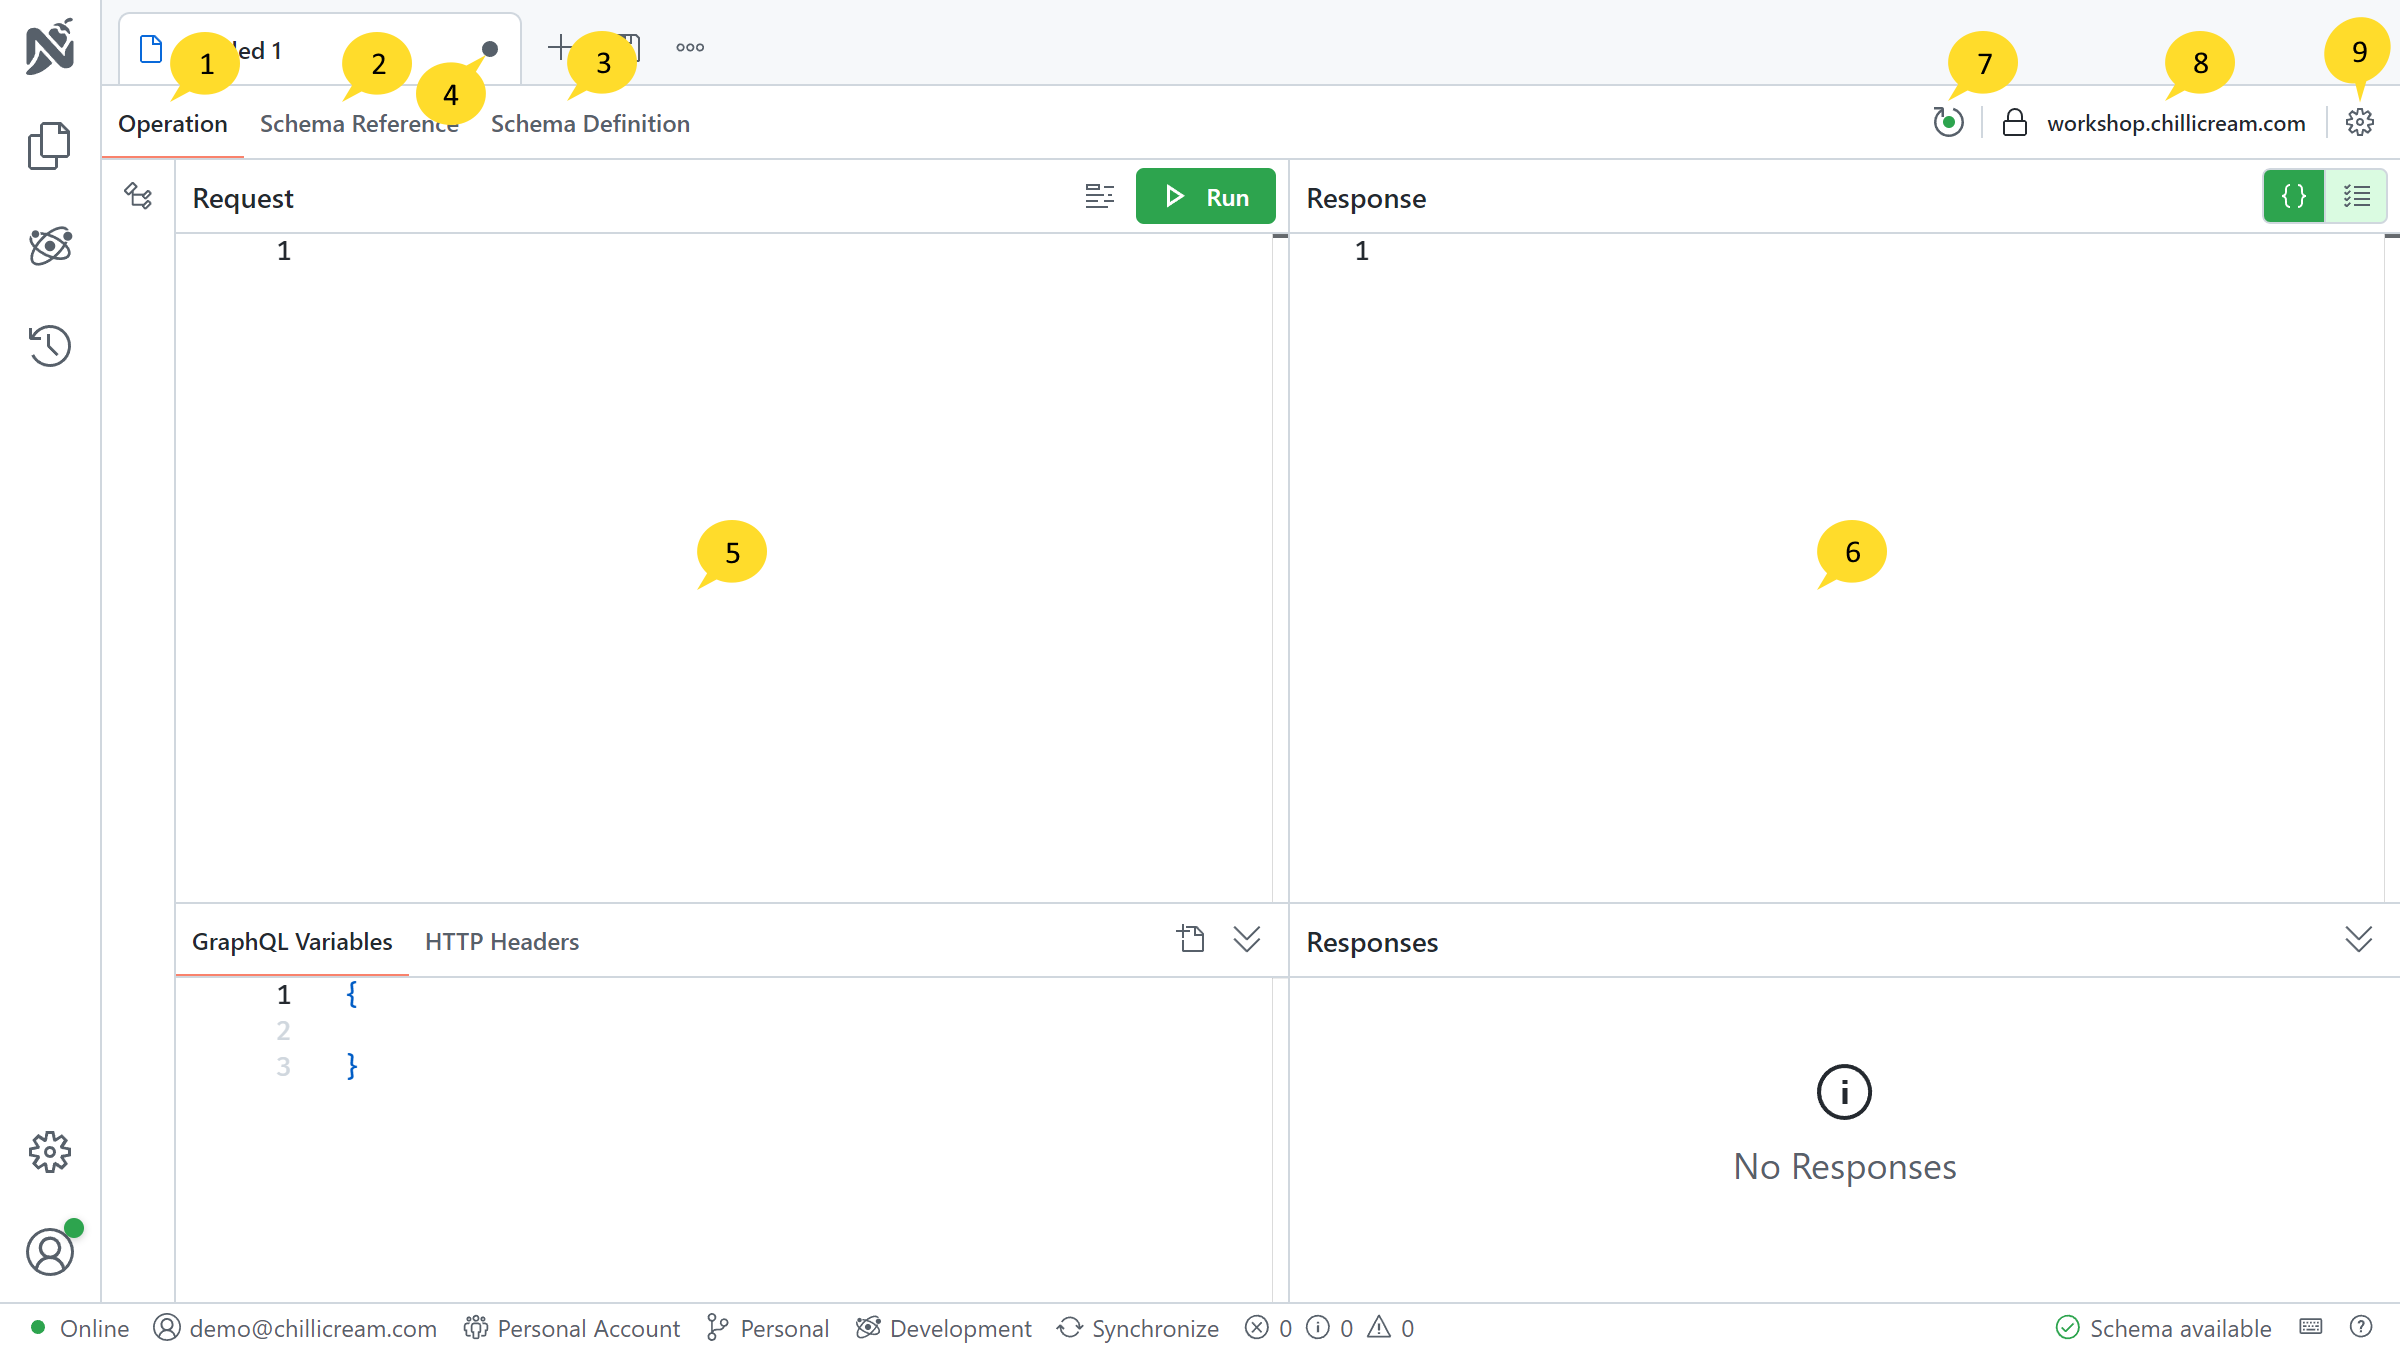 1 ed 1 2 4 3 7 8 9
Operation Schema Reference Schema Definition workshop.chillicream.com
Request Run Response {}
1 1
5 6
GraphQL Variables HTTP Headers Responses
1 {
2
3 }
No Responses
Online demo@chillicream.com Personal Account Personal Development Synchronize 0 0 0 Schema available